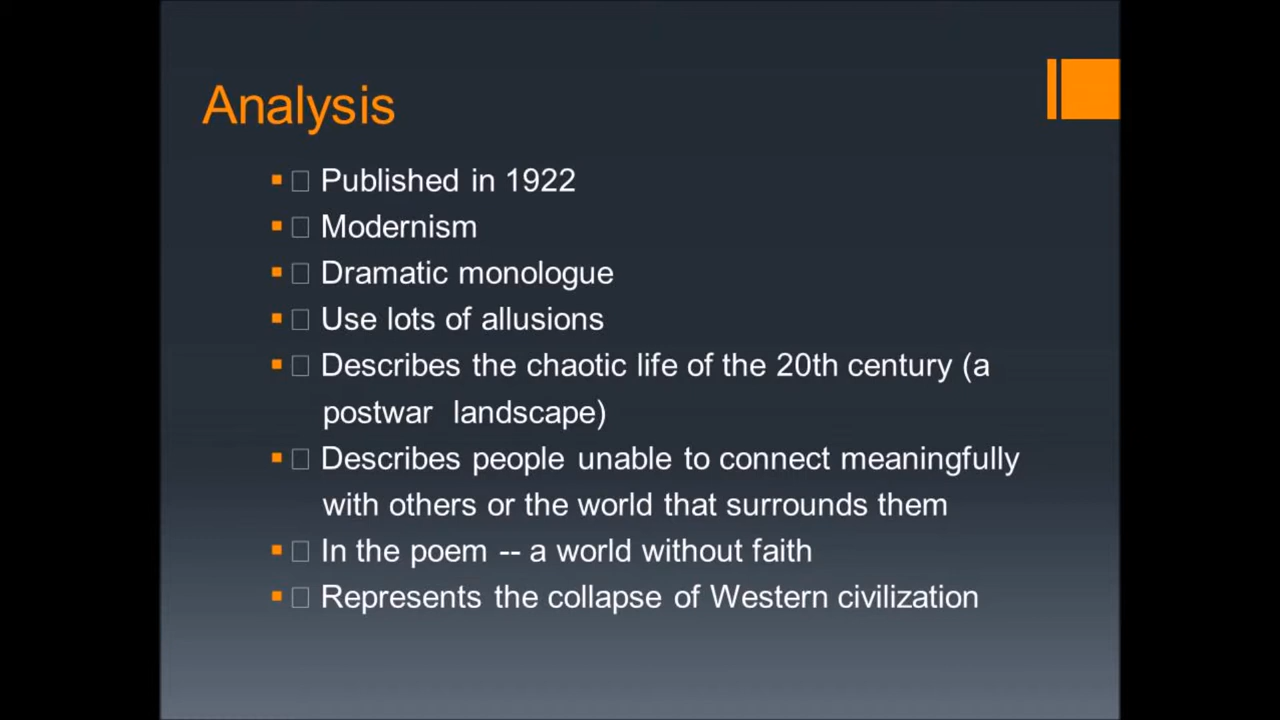 Analysis
□ Published in 1922
□ Modernism
□ Dramatic monologue
□ Use lots of allusions
□ Describes the chaotic life of the 20th century (a
postwar landscape)
□ Describes people unable to connect meaningfully
with others or the world that surrounds them
□ In the poem -- a world without faith
□ Represents the collapse of Western civilization